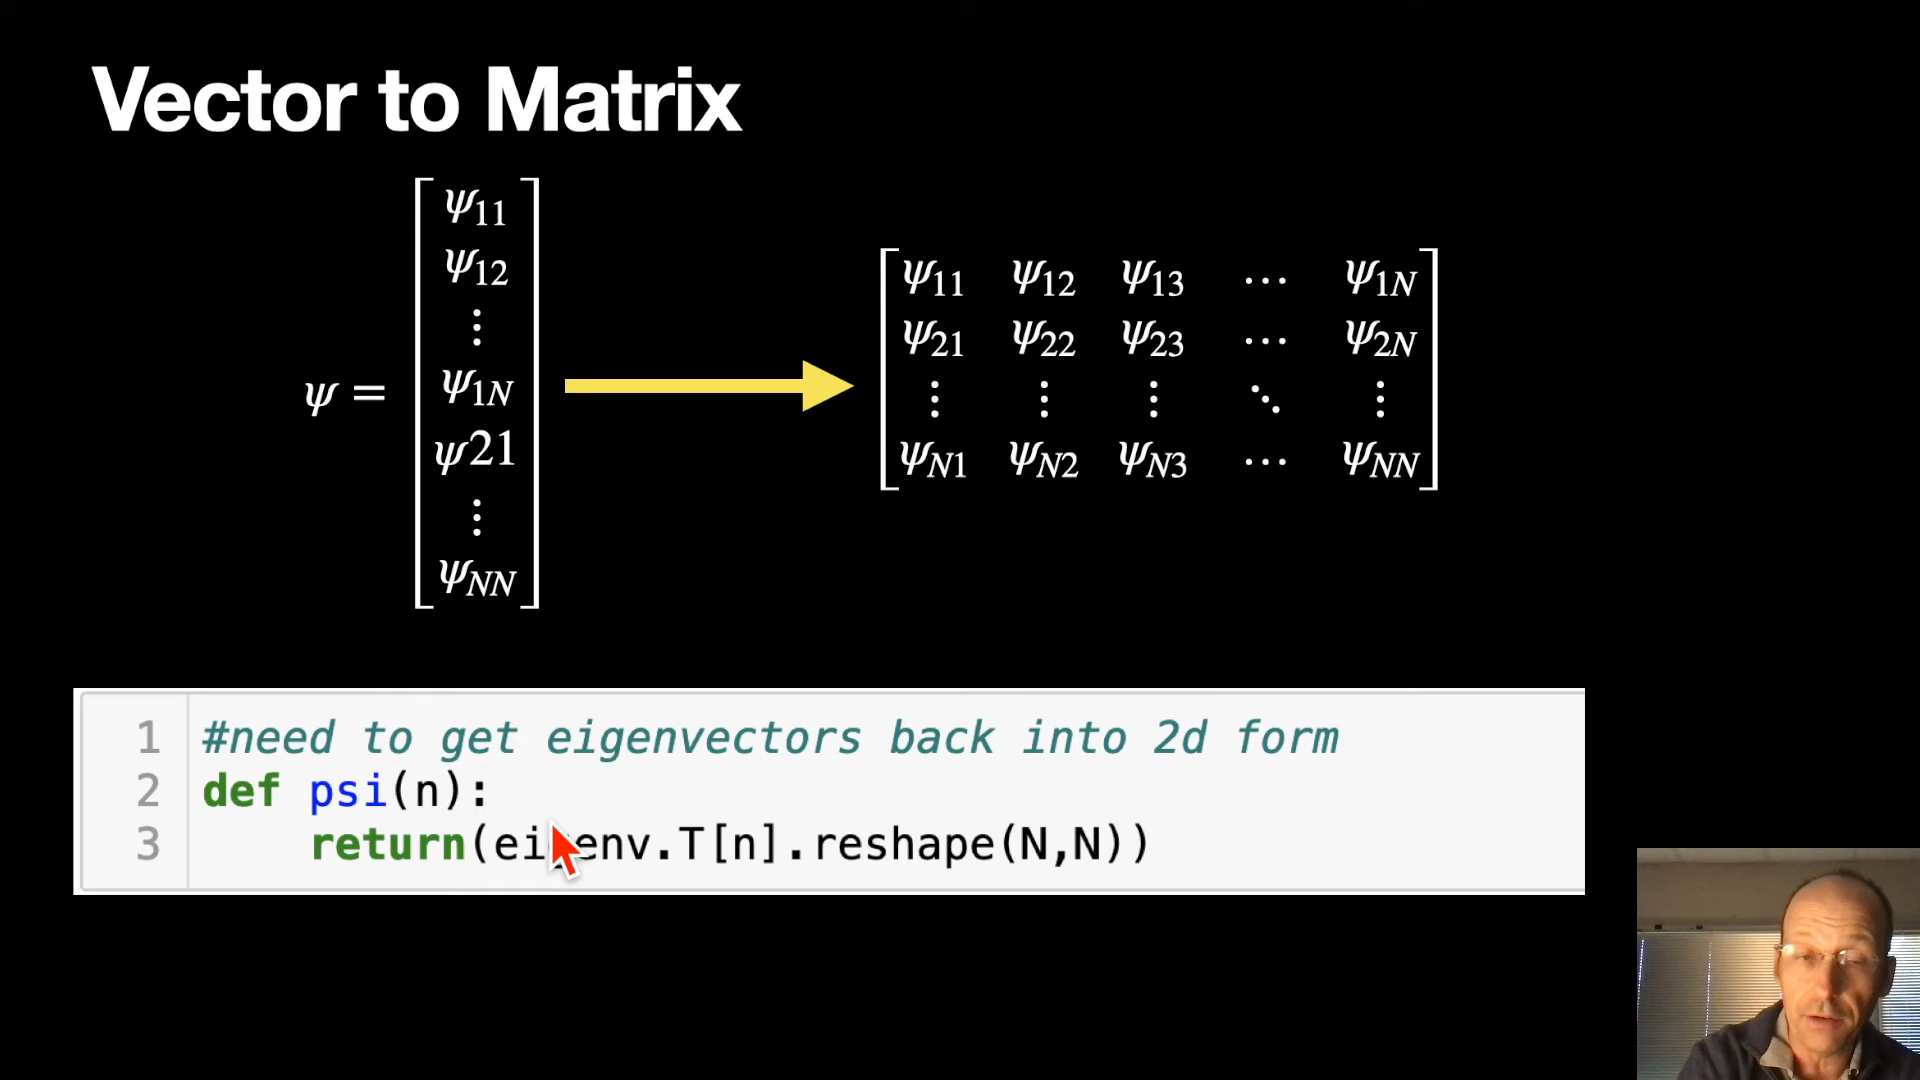 Vector to Matrix
ψ =
ψ11
ψ12
⋮
ψ1N
ψ21
⋮
ψNN
ψ11 ψ12 ψ13 ⋯ ψ1N
ψ21 ψ22 ψ23 ⋯ ψ2N
⋮ ⋮ ⋮ ⋱ ⋮
ψN1 ψN2 ψN3 ⋯ ψNN
1 #need to get eigenvectors back into 2d form
2 def psi(n):
3 return(eigenv.T[n].reshape(N,N))